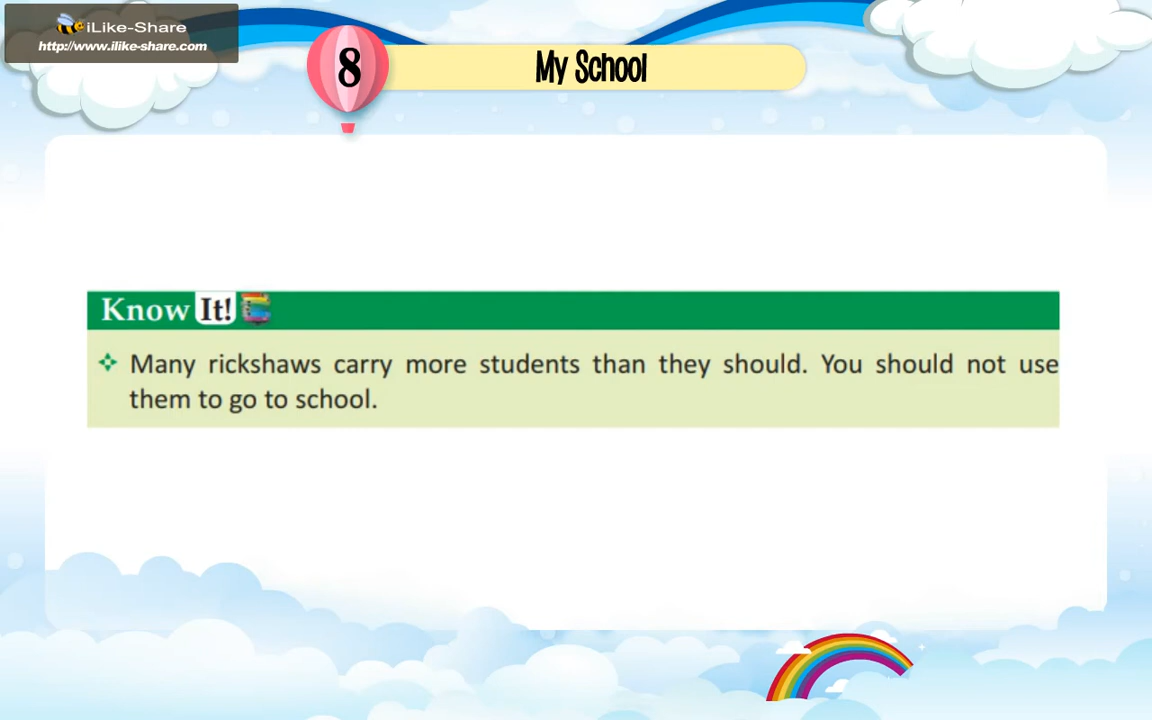 iLike-Share
http://www.ilike-share.com
8
My School
Know It!
Many rickshaws carry more students than they should. You should not use
them to go to school.